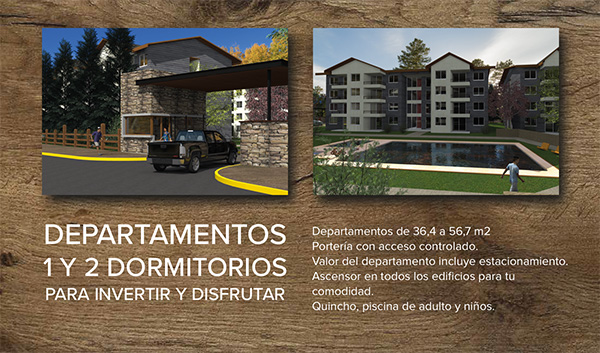 DEPARTAMENTOS
1 Y 2 DORMITORIOS
PARA INVERTIR Y DISFRUTAR
Departamentos de 36,4 a 56,7 m2
Portería con acceso controlado.
Valor del departamento incluye estacionamiento.
Ascensor en todos los edificios para tu
comodidad.
Quincho, piscina de adulto y niños.